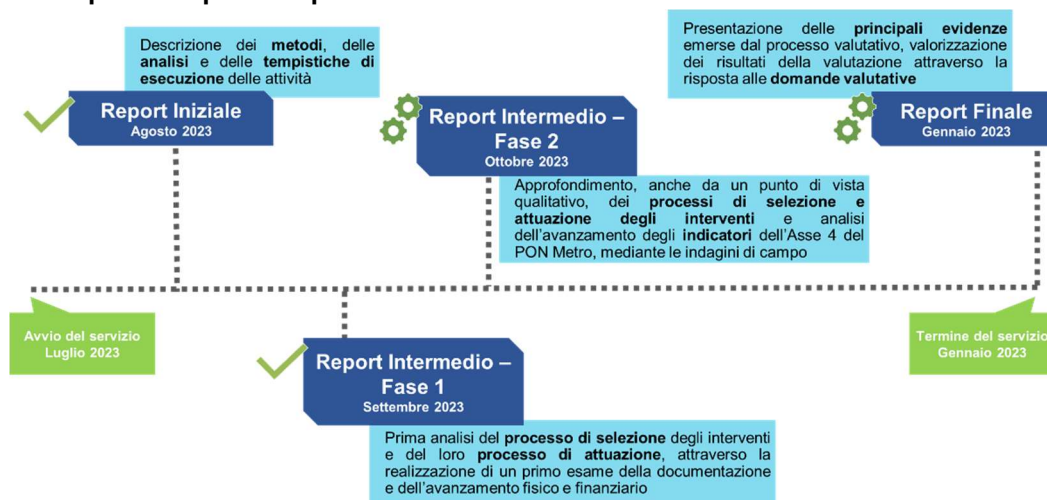 Descrizione dei metodi, delle
analisi e delle tempistiche di
esecuzione delle attività
Report Iniziale
Agosto 2023
Report Intermedio –
Fase 2
Ottobre 2023
Approfondimento, anche da un punto di vista
qualitativo, dei processi di selezione e
attuazione degli interventi e analisi
dell'avanzamento degli indicatori dell'Asse 4 del
PON Metro, mediante le indagini di campo
Presentazione delle principali evidenze
emerse dal processo valutativo, valorizzazione
dei risultati della valutazione attraverso la
risposta alle domande valutative
Report Finale
Gennaio 2023
Avvio del servizio
Luglio 2023
Termine del servizio
Gennaio 2023
Report Intermedio –
Fase 1
Settembre 2023
Prima analisi del processo di selezione degli interventi
e del loro processo di attuazione, attraverso la
realizzazione di un primo esame della documentazione
e dell'avanzamento fisico e finanziario